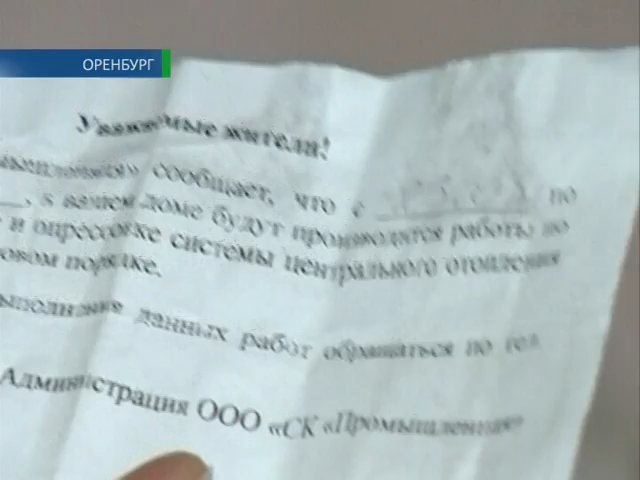 ОРЕНБУРГ
Уважаемые жители!
сообщает, что с по
, в вашем доме будут производится работы по
и опрессовке системы центрального отопления
порядке.
данных работ обращаться по тел.
Администрация ООО «СК «Промышленная»